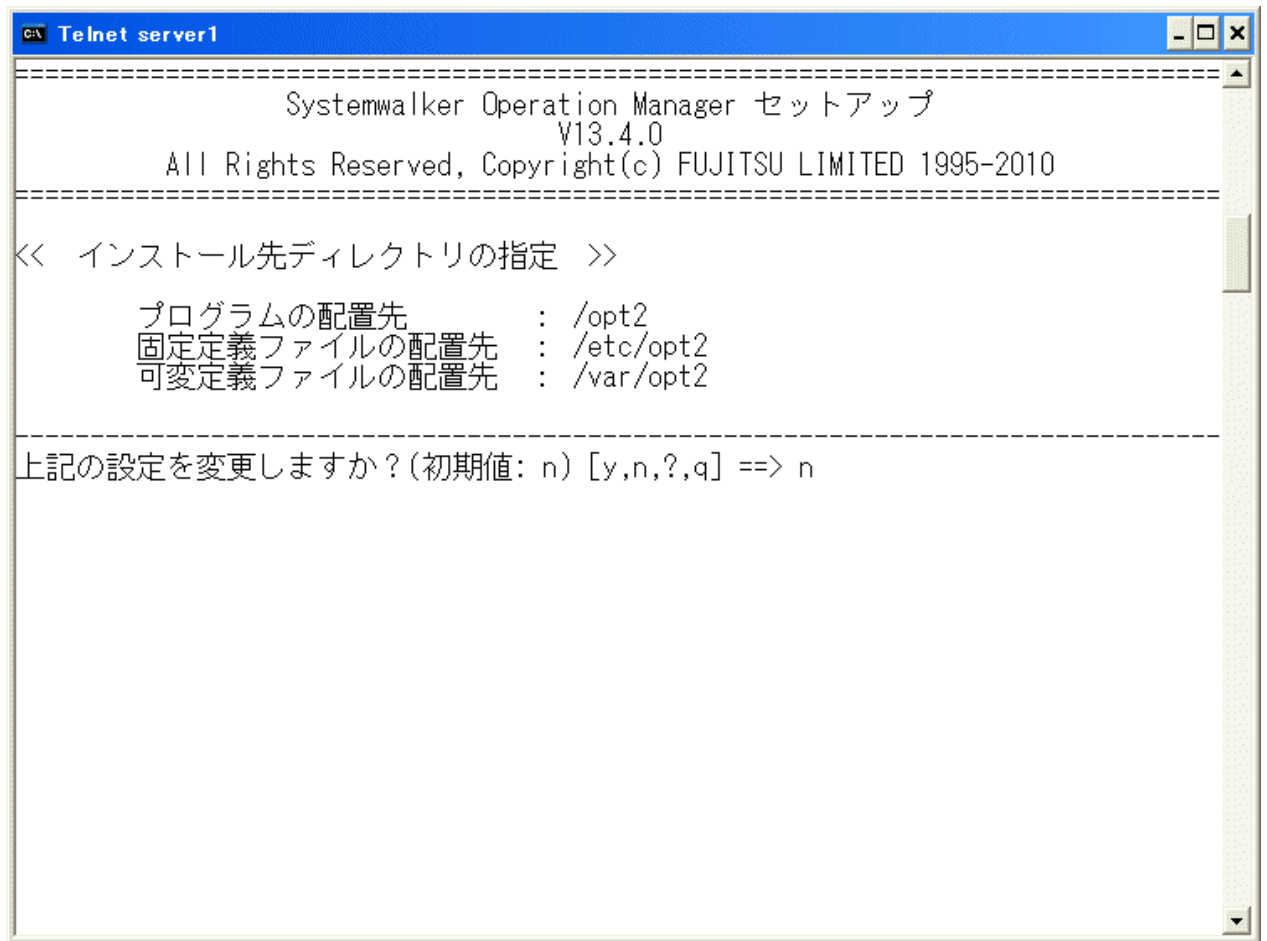 Telnet server1
================================================================================
Systemwalker Operation Manager セットアップ
V13.4.0
All Rights Reserved, Copyright(c) FUJITSU LIMITED 1995-2010
================================================================================
<< インストール先ディレクトリの指定 >>
プログラムの配置先 : /opt2
固定定義ファイルの配置先 : /etc/opt2
可変定義ファイルの配置先 : /var/opt2
--------------------------------------------------------------------------------
上記の設定を変更しますか？(初期値: n) [y,n,?,q] ==> n